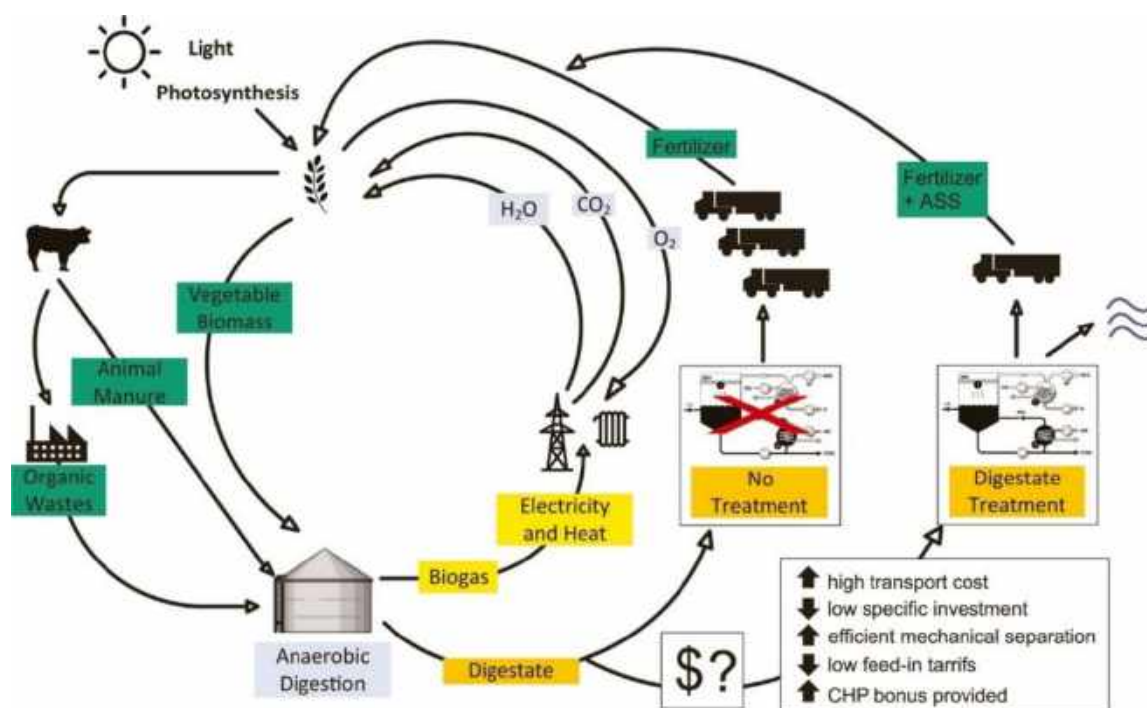 Light
Photosynthesis
Fertilizer
Fertilizer
+ ASS
H₂O
CO₂
O₂
Vegetable
Biomass
Animal
Manure
Organic
Wastes
No
Treatment
Digestate
Treatment
Electricity
and Heat
Biogas
Anaerobic
Digestion
Digestate
$?
high transport cost
low specific investment
efficient mechanical separation
low feed-in tarrifs
CHP bonus provided